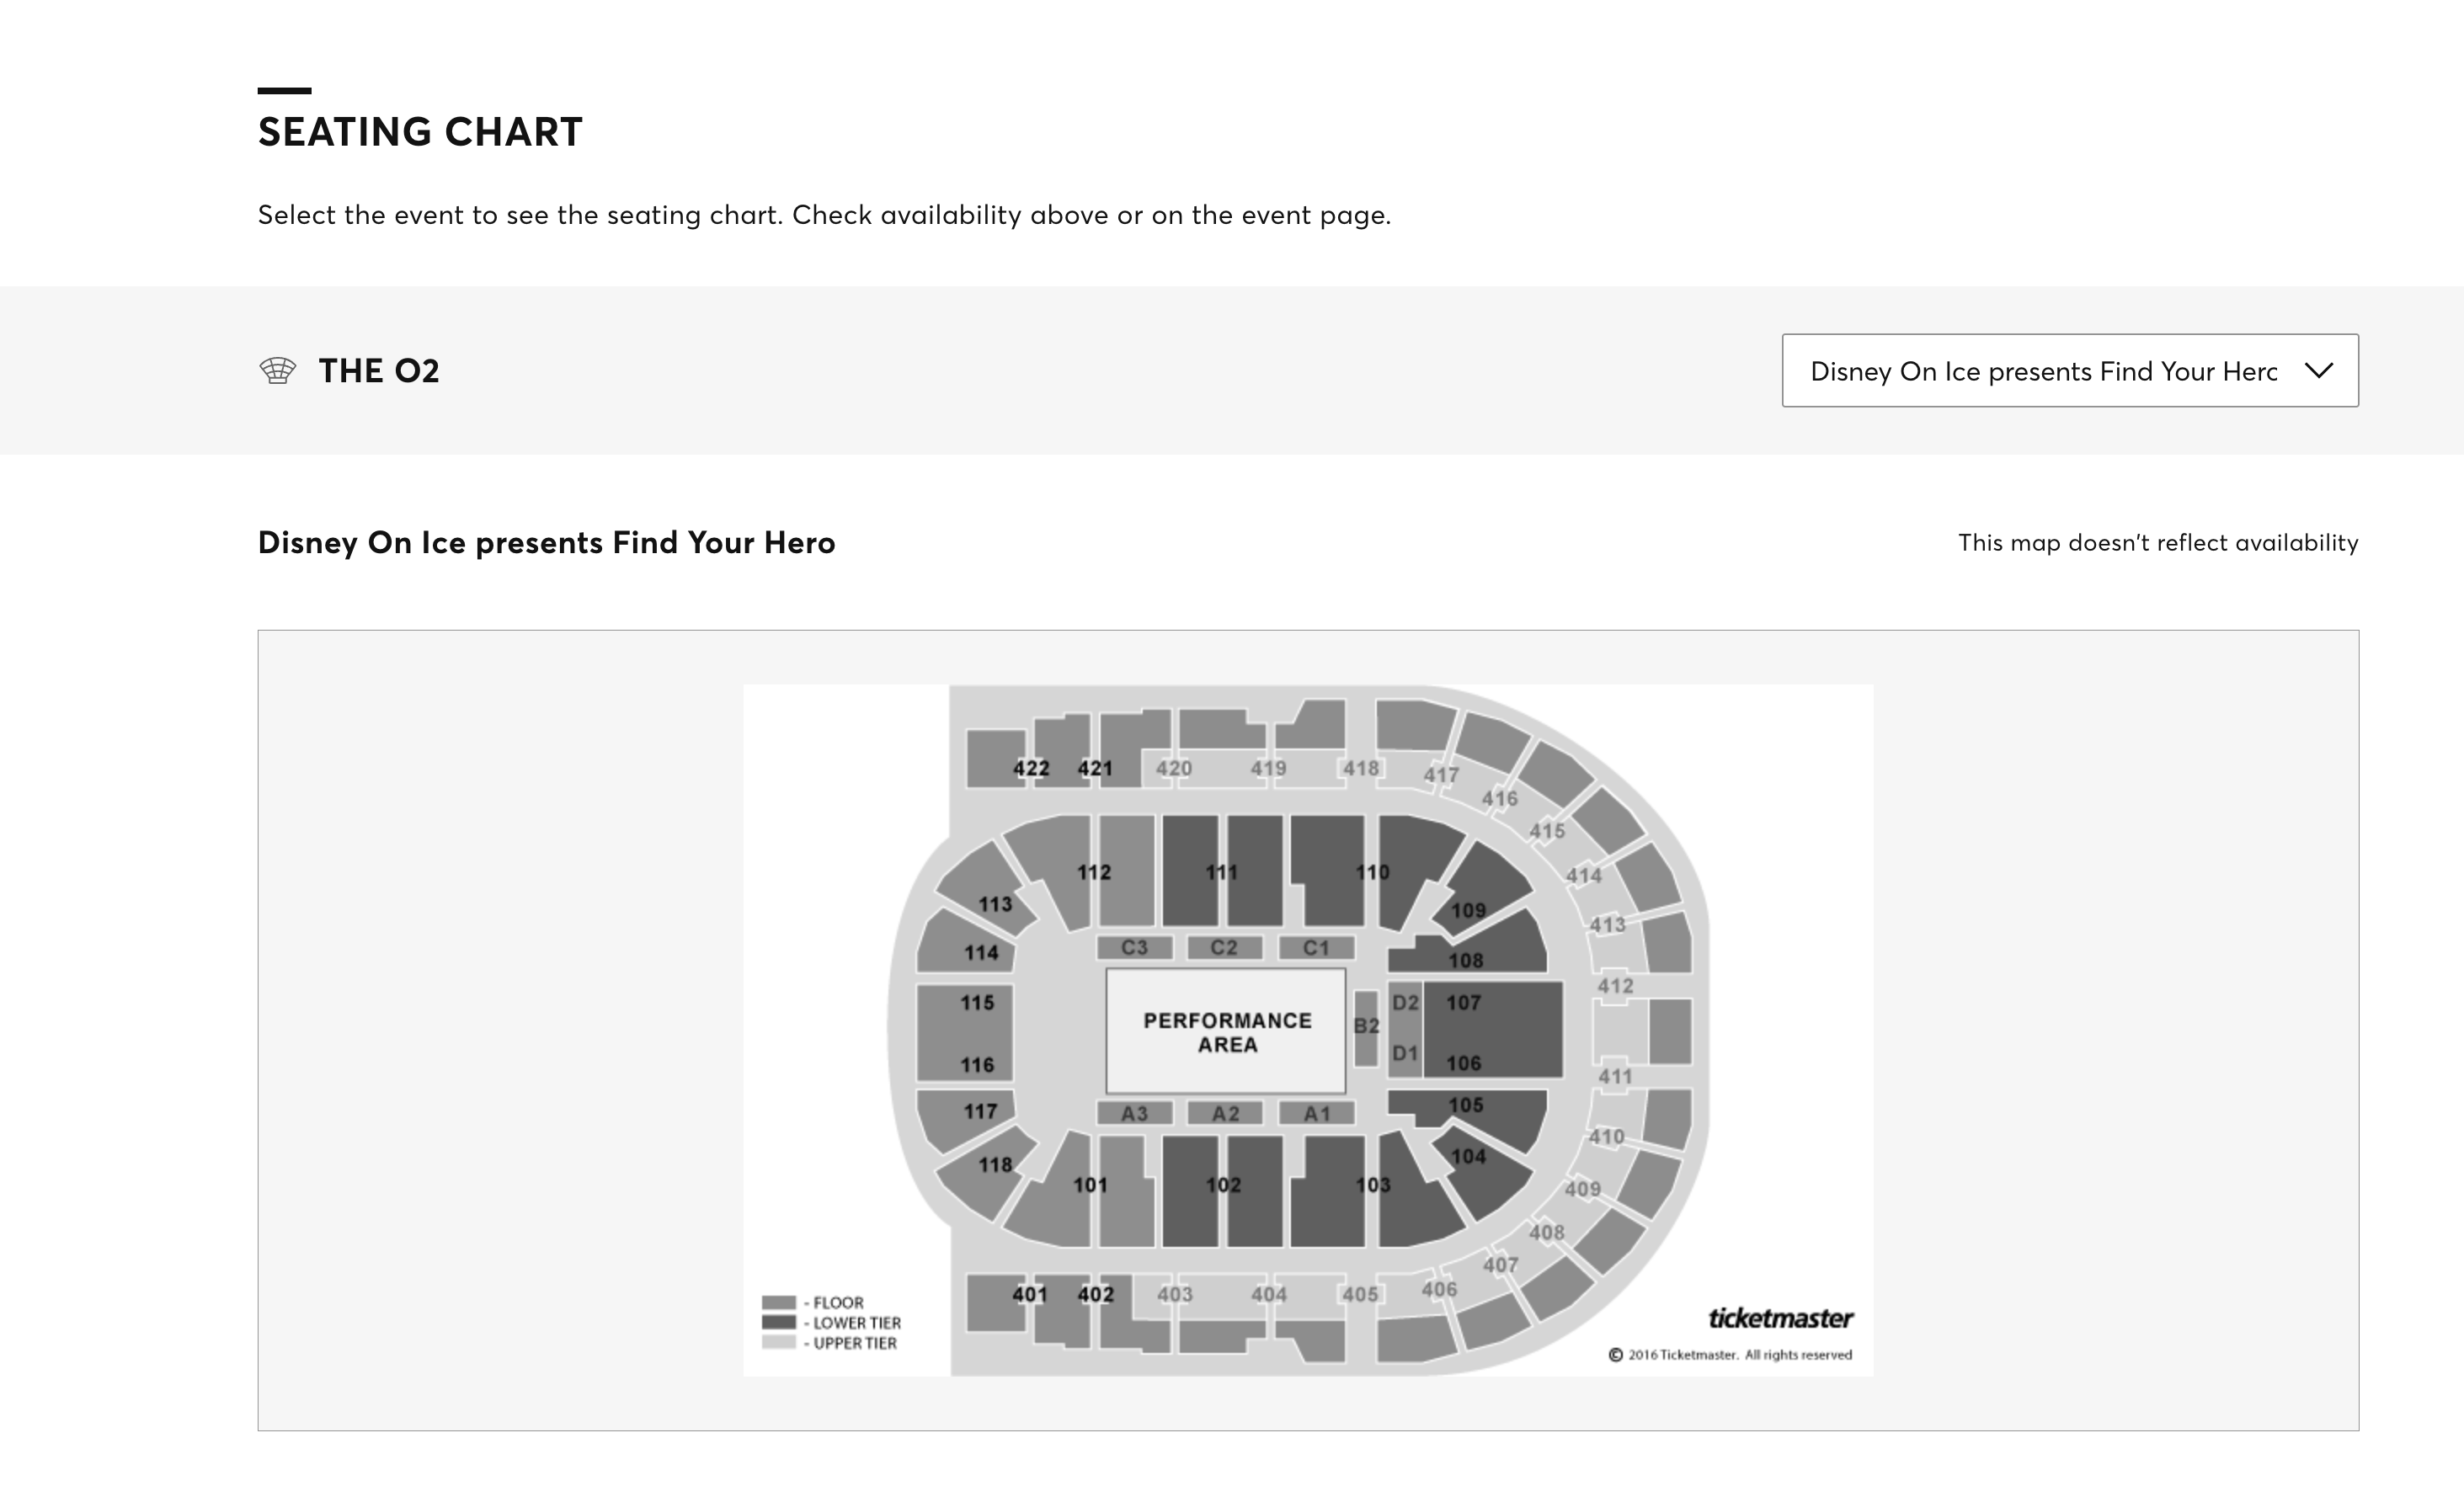 SEATING CHART
Select the event to see the seating chart. Check availability above or on the event page.
THE O2
Disney On Ice presents Find Your Herc
Disney On Ice presents Find Your Hero
This map doesn't reflect availability
422 421 420 419 418 417
416
415
414
413
412
411
410
409
408
407
406
112 111 110
113
109
114
108
C3 C2 C1
115
116
PERFORMANCE
AREA
B2
D2 107
D1 106
117
105
A3 A2 A1
118
104
101 102 103
401 402 403 404 405
- FLOOR
- LOWER TIER
- UPPER TIER
ticketmaster
© 2016 Ticketmaster. All rights reserved